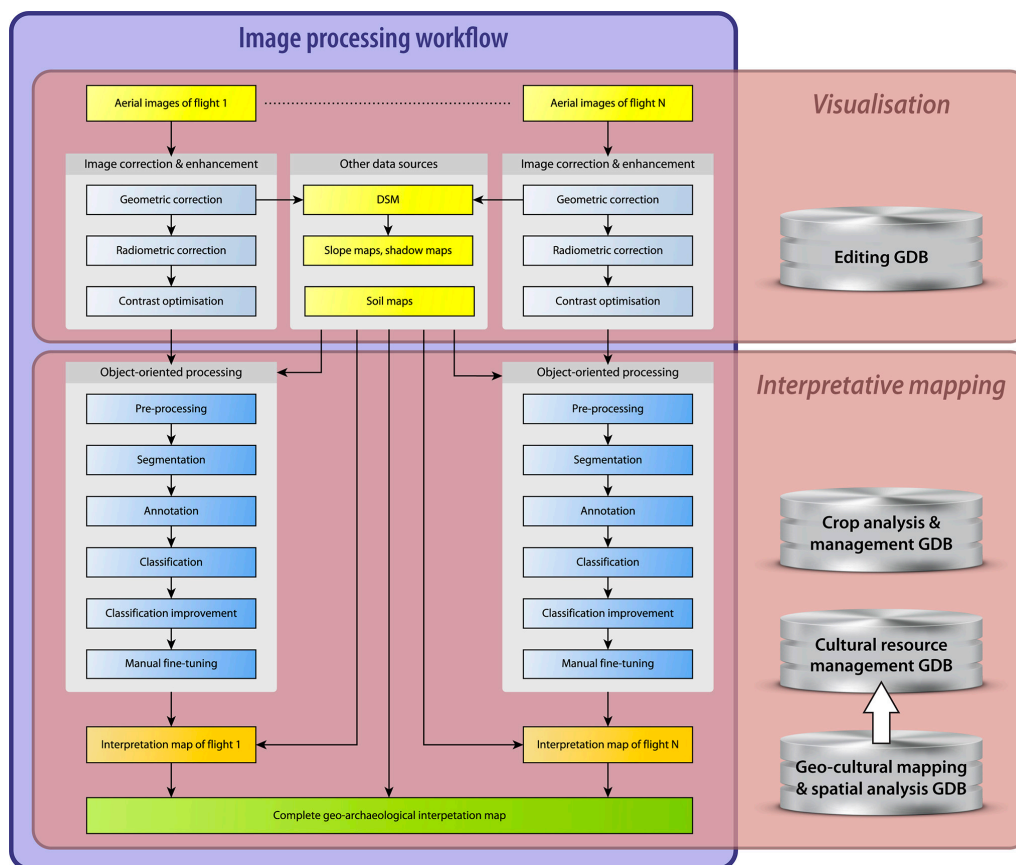 Image processing workflow
Visualisation
Aerial images of flight 1
Aerial images of flight N
Image correction & enhancement
Other data sources
Image correction & enhancement
Geometric correction
DSM
Geometric correction
Radiometric correction
Slope maps, shadow maps
Radiometric correction
Contrast optimisation
Soil maps
Contrast optimisation
Editing GDB
Interpretative mapping
Object-oriented processing
Object-oriented processing
Pre-processing
Pre-processing
Segmentation
Segmentation
Annotation
Annotation
Classification
Classification
Classification improvement
Classification improvement
Manual fine-tuning
Manual fine-tuning
Interpretation map of flight 1
Interpretation map of flight N
Complete geo-archaeological interpetation map
Crop analysis &
management GDB
Cultural resource
management GDB
Geo-cultural mapping
& spatial analysis GDB